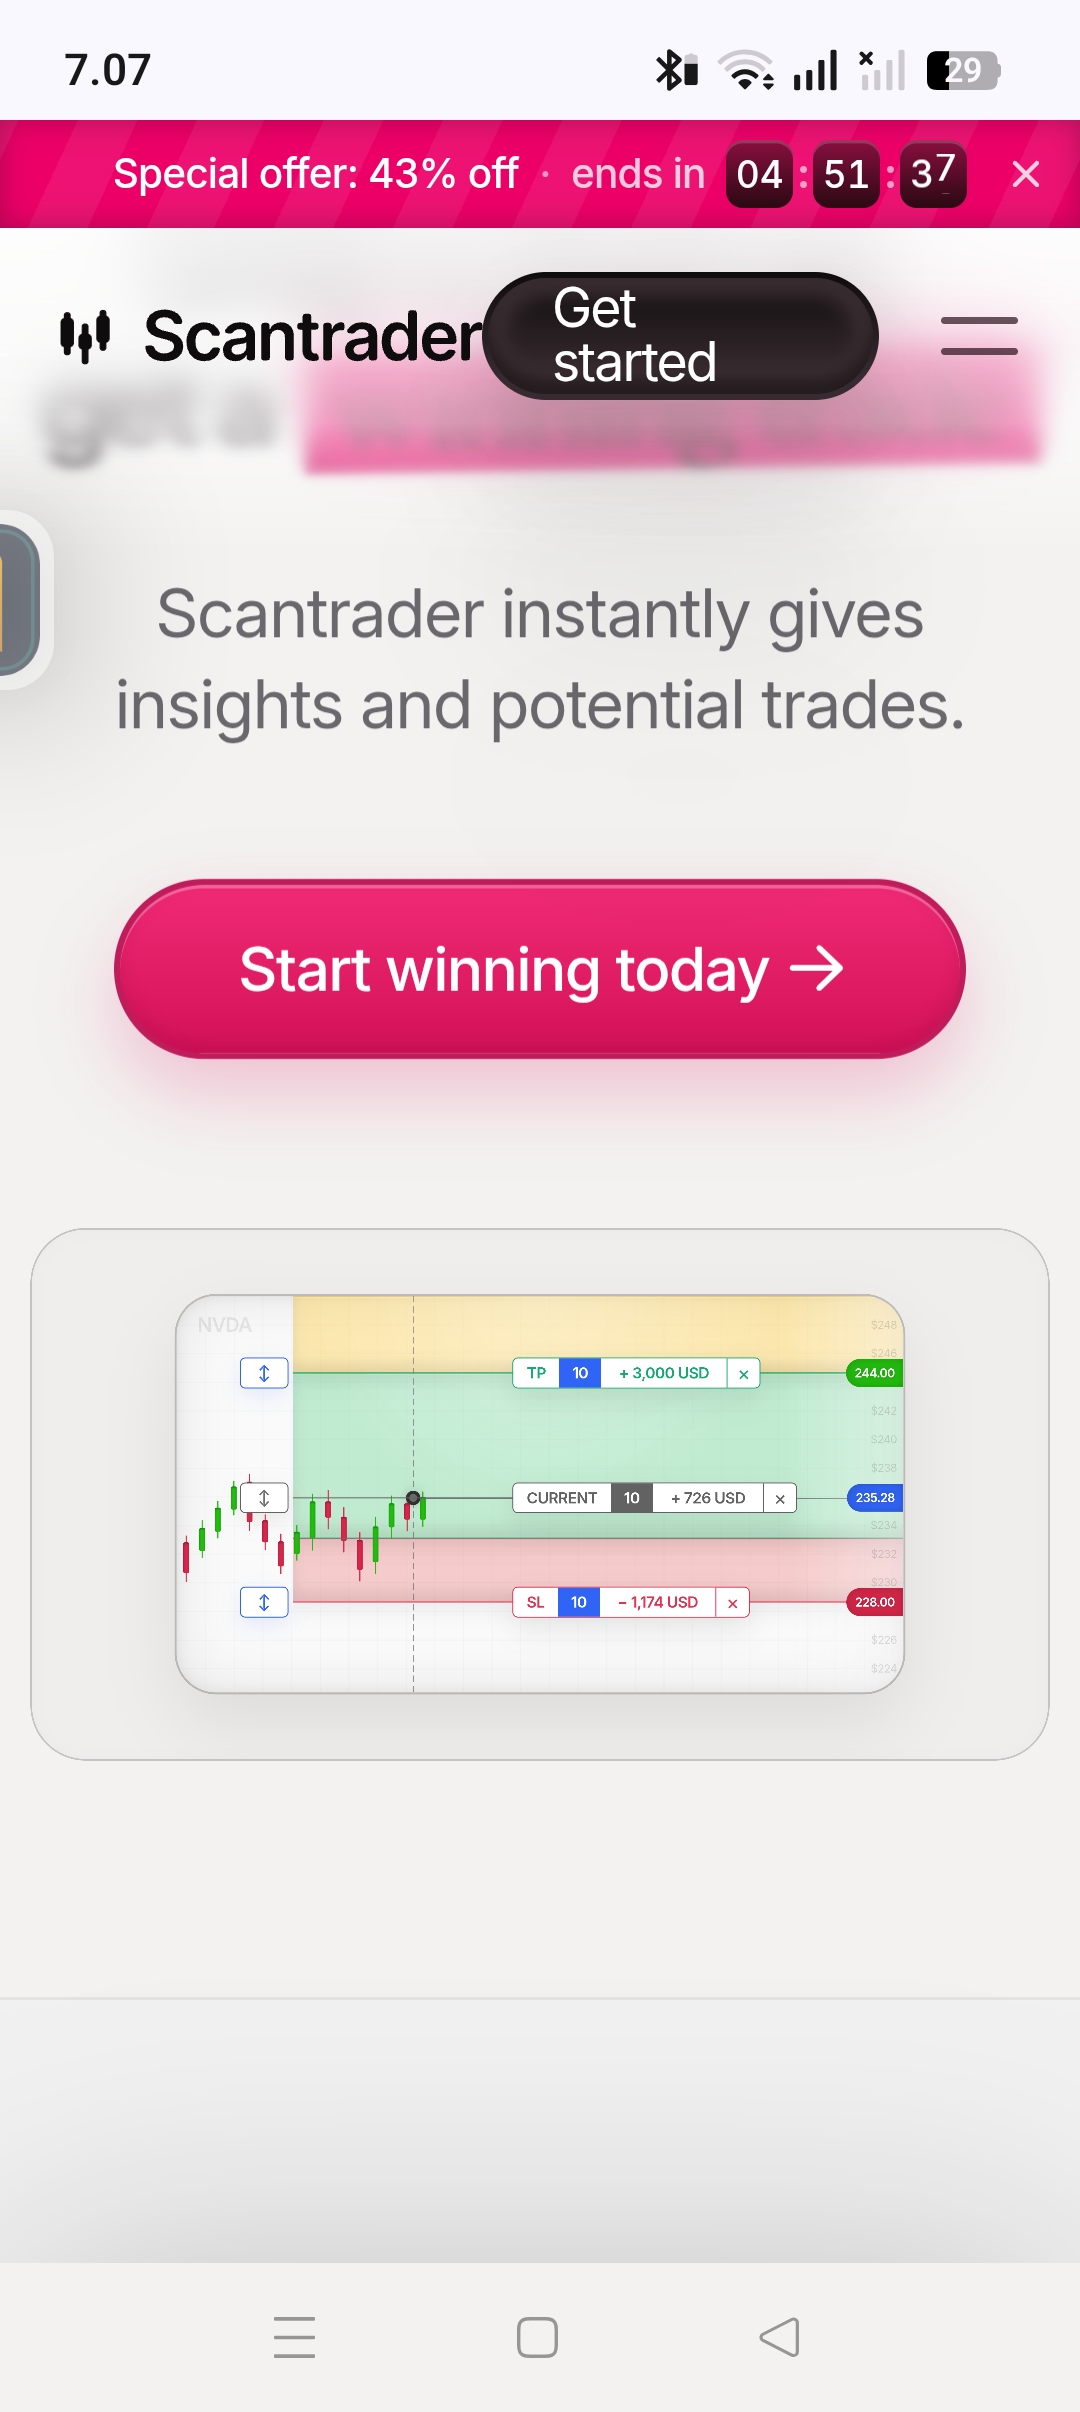 7.07
29
Special offer: 43% off · ends in 04:51:37
Scantrader
Get
started
get a
Scantrader instantly gives
insights and potential trades.
Start winning today →
NVDA
$248
$246
TP 10 + 3,000 USD × 244.00
$242
$240
$238
CURRENT 10 + 726 USD × 235.28
$234
$232
$230
SL 10 − 1,174 USD × 228.00
$226
$224